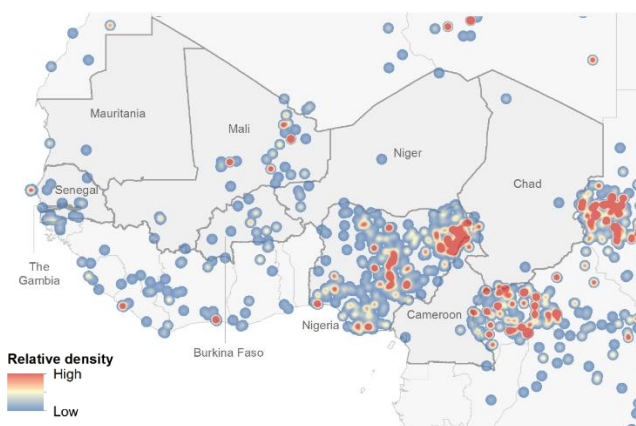 Mauritania
Mali
Niger
Chad
Senegal
The
Gambia
Nigeria
Cameroon
Burkina Faso
Relative density
High
Low